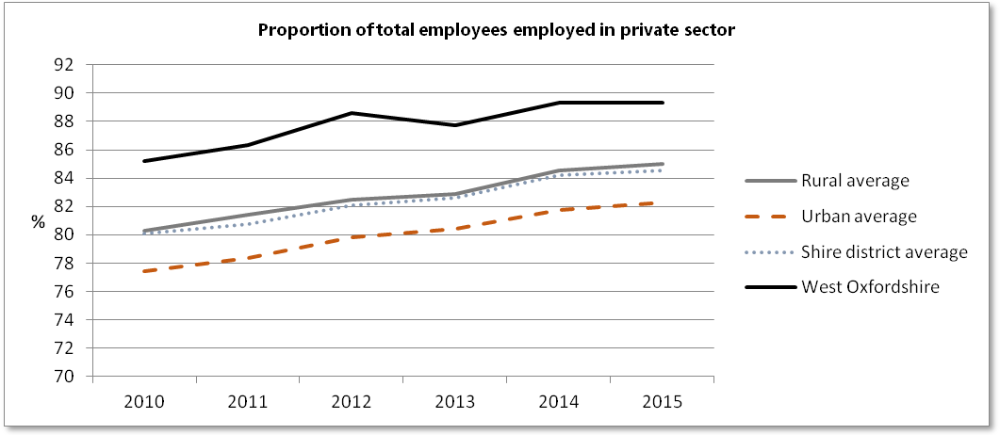 Proportion of total employees employed in private sector
92
90
88
86
84
82
80
78
76
74
72
70
%
2010 2011 2012 2013 2014 2015
Rural average
Urban average
Shire district average
West Oxfordshire